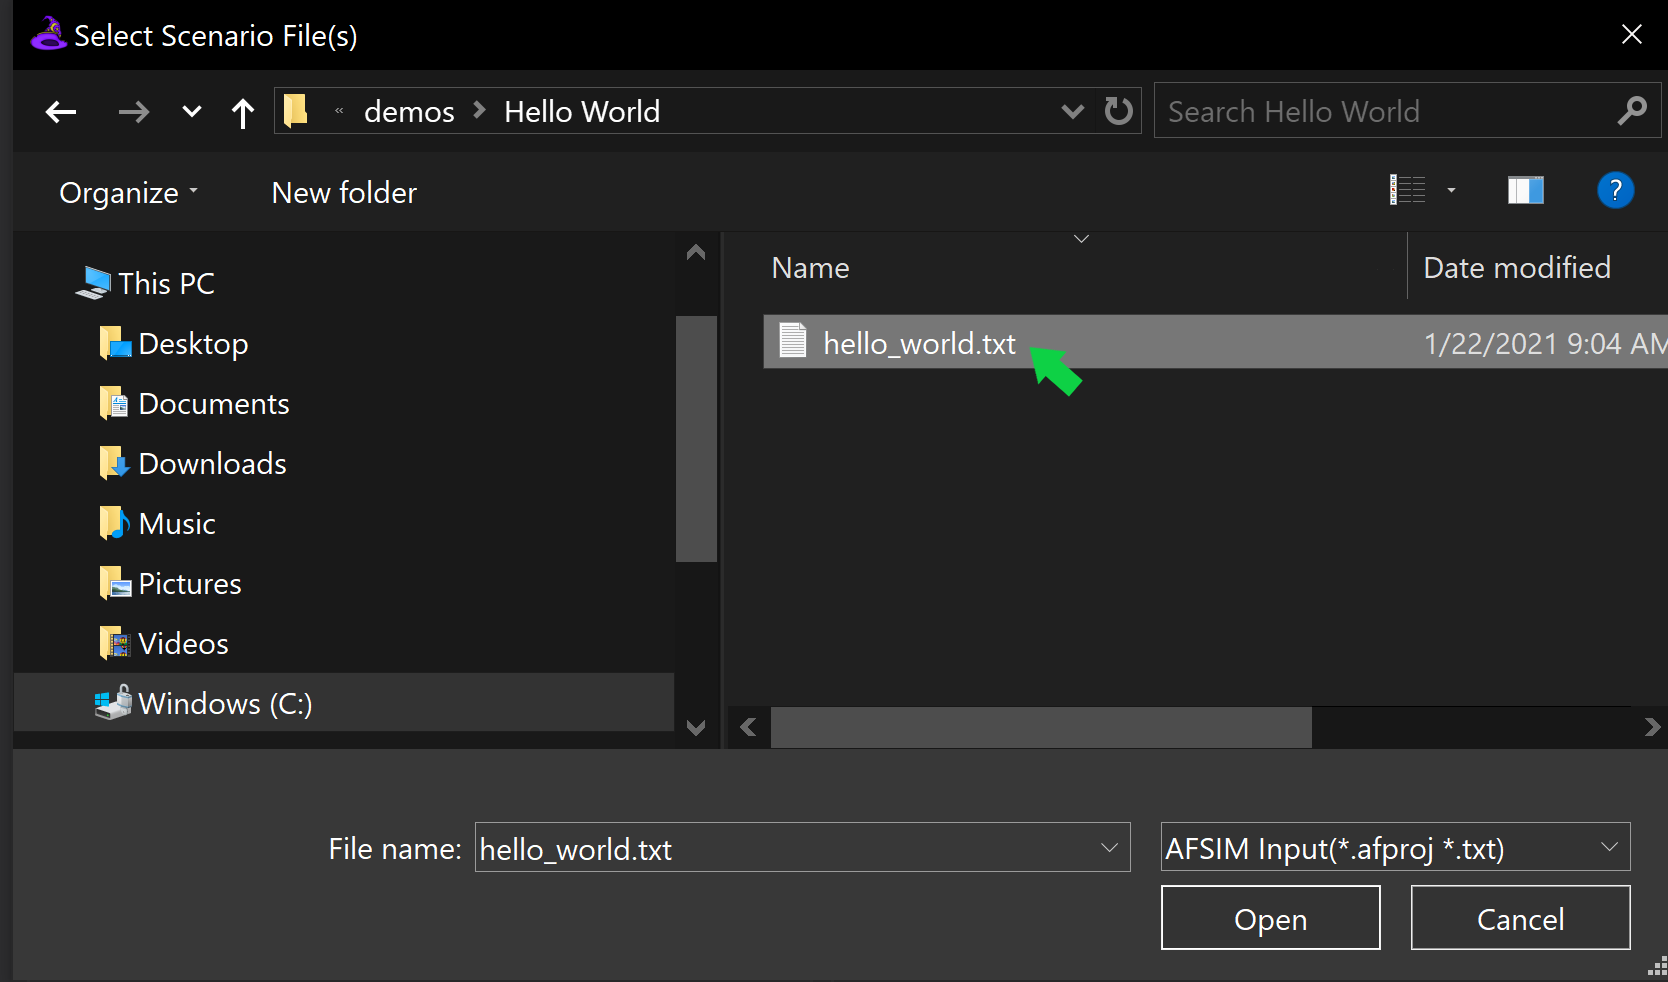 Select Scenario File(s)
« demos > Hello World
Search Hello World
Organize
New folder
?
This PC
Desktop
Documents
Downloads
Music
Pictures
Videos
Windows (C:)
Name
Date modified
hello_world.txt
1/22/2021 9:04 AM
File name:
hello_world.txt
AFSIM Input(*.afproj *.txt)
Open
Cancel